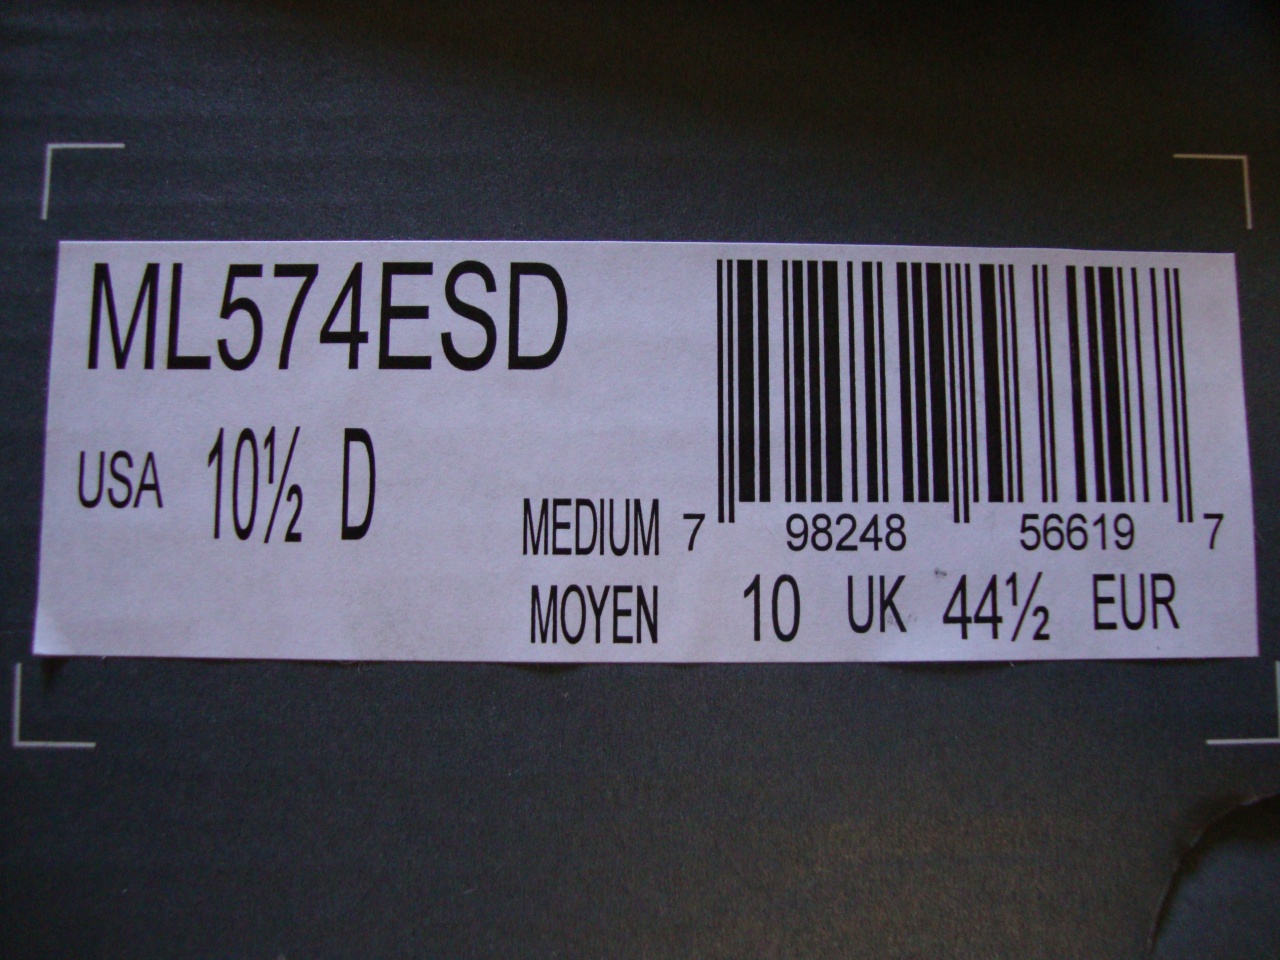 ML574ESD
USA 10½ D
MEDIUM 7 98248 56619 7
MOYEN 10 UK 44½ EUR